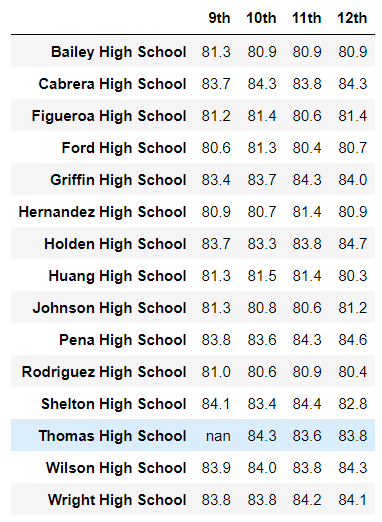 9th 10th 11th 12th
Bailey High School 81.3 80.9 80.9 80.9
Cabrera High School 83.7 84.3 83.8 84.3
Figueroa High School 81.2 81.4 80.6 81.4
Ford High School 80.6 81.3 80.4 80.7
Griffin High School 83.4 83.7 84.3 84.0
Hernandez High School 80.9 80.7 81.4 80.9
Holden High School 83.7 83.3 83.8 84.7
Huang High School 81.3 81.5 81.4 80.3
Johnson High School 81.3 80.8 80.6 81.2
Pena High School 83.8 83.6 84.3 84.6
Rodriguez High School 81.0 80.6 80.9 80.4
Shelton High School 84.1 83.4 84.4 82.8
Thomas High School nan 84.3 83.6 83.8
Wilson High School 83.9 84.0 83.8 84.3
Wright High School 83.8 83.8 84.2 84.1